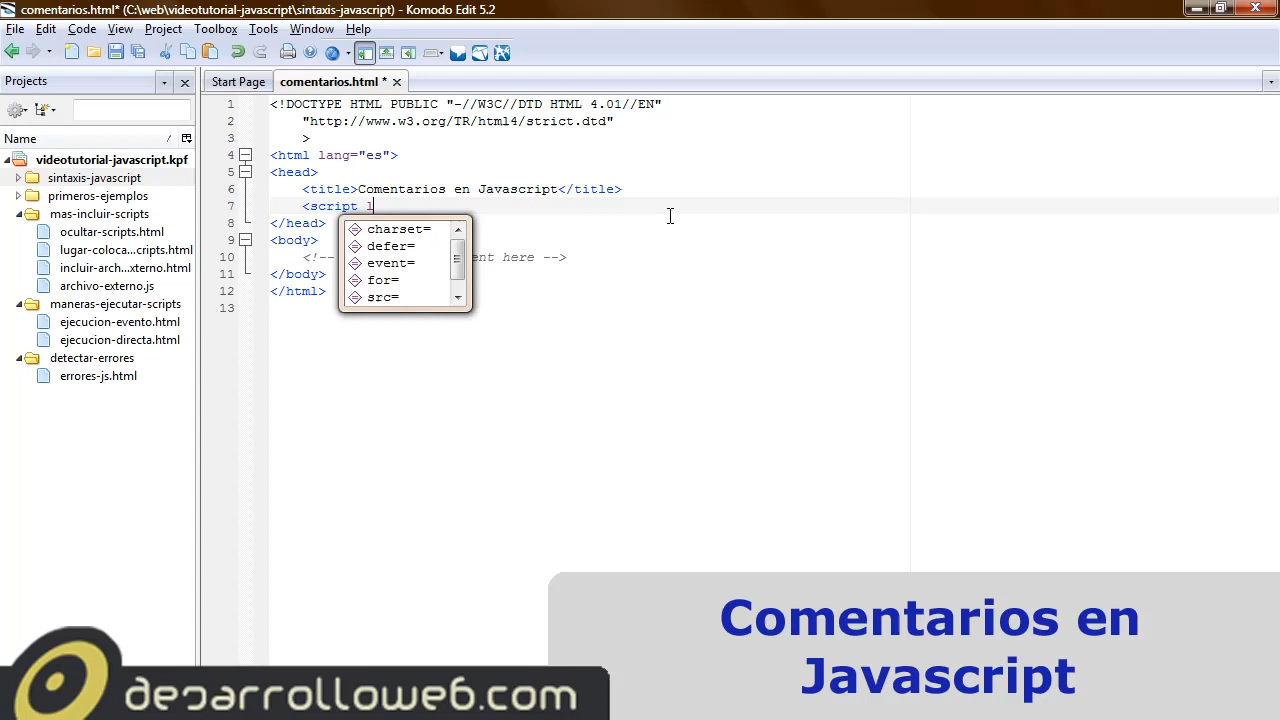 comentarios.html* (C:\web\videotutorial-javascript\sintaxis-javascript) - Komodo Edit 5.2
File Edit Code View Project Toolbox Tools Window Help
Projects
Start Page
comentarios.html *
Name
videotutorial-javascript.kpf
sintaxis-javascript
primeros-ejemplos
mas-incluir-scripts
ocultar-scripts.html
lugar-coloca...cripts.html
incluir-arch...xterno.html
archivo-externo.js
maneras-ejecutar-scripts
ejecucion-evento.html
ejecucion-directa.html
detectar-errores
errores-js.html
1 <!DOCTYPE HTML PUBLIC "-//W3C//DTD HTML 4.01//EN"
2 "http://www.w3.org/TR/html4/strict.dtd"
3 >
4 <html lang="es">
5 <head>
6 <title>Comentarios en Javascript</title>
7 <script l
8 </head>
9 <body>
10 <!-- ent here -->
11 </body>
12 </html>
13
charset=
defer=
event=
for=
src=
Comentarios en
Javascript
desarrolloweb.com